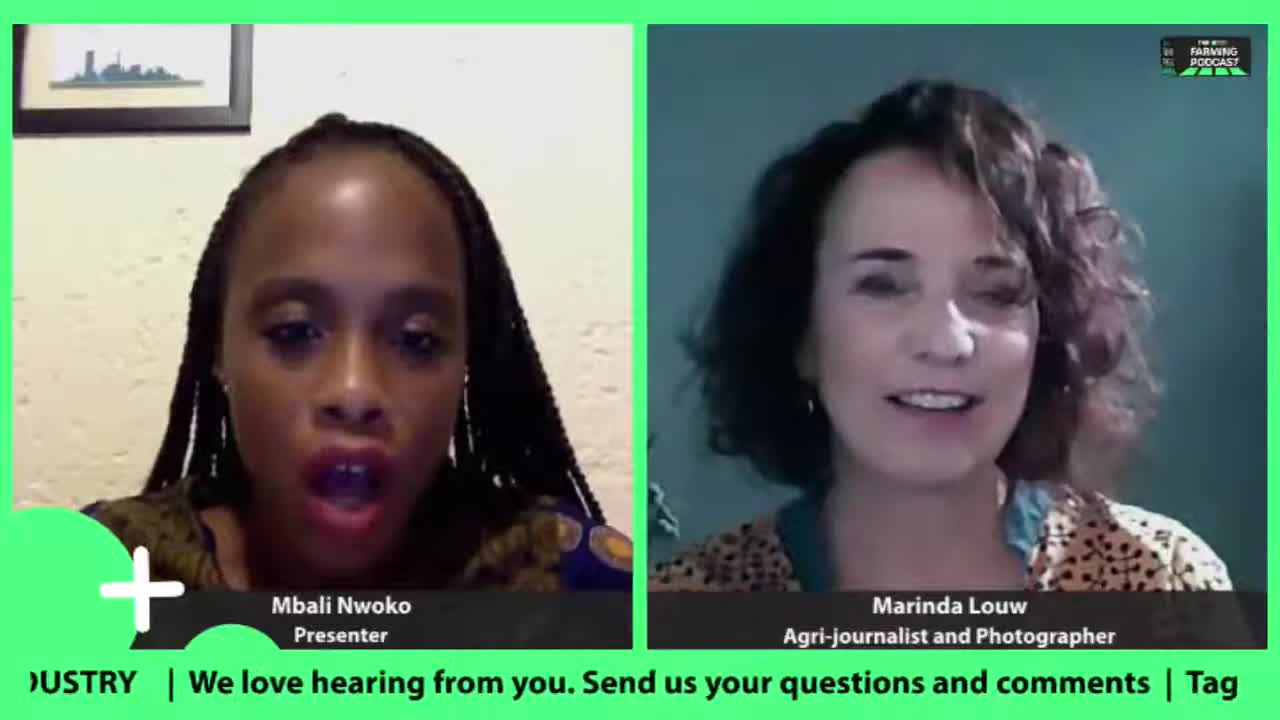 FARMING
PODCAST
Mbali Nwoko
Presenter
Marinda Louw
Agri-journalist and Photographer
DUSTRY | We love hearing from you. Send us your questions and comments | Tag